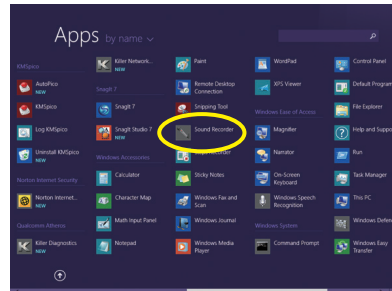 Apps by name
KMSpico
AutoPico
NEW
KMSpico
Log KMSpico
Uninstall KMSpico
NEW
Norton Internet Security
Norton Internet...
NEW
Qualcomm Atheros
Killer Diagnostics
NEW
Killer Network...
NEW
SnagIt 7
SnagIt 7
SnagIt Studio 7
NEW
Windows Accessories
Calculator
Character Map
Math Input Panel
Notepad
Paint
Remote Desktop
Connection
Snipping Tool
Sound Recorder
Sticky Notes
Windows Fax and
Scan
Windows Journal
Windows Media
Player
WordPad
XPS Viewer
Windows Ease of Access
Magnifier
Narrator
On-Screen
Keyboard
Windows Speech
Recognition
Windows System
Command Prompt
Control Panel
Default Program
File Explorer
Help and Suppo
Run
Task Manager
This PC
Windows Defen
Windows Easy
Transfer